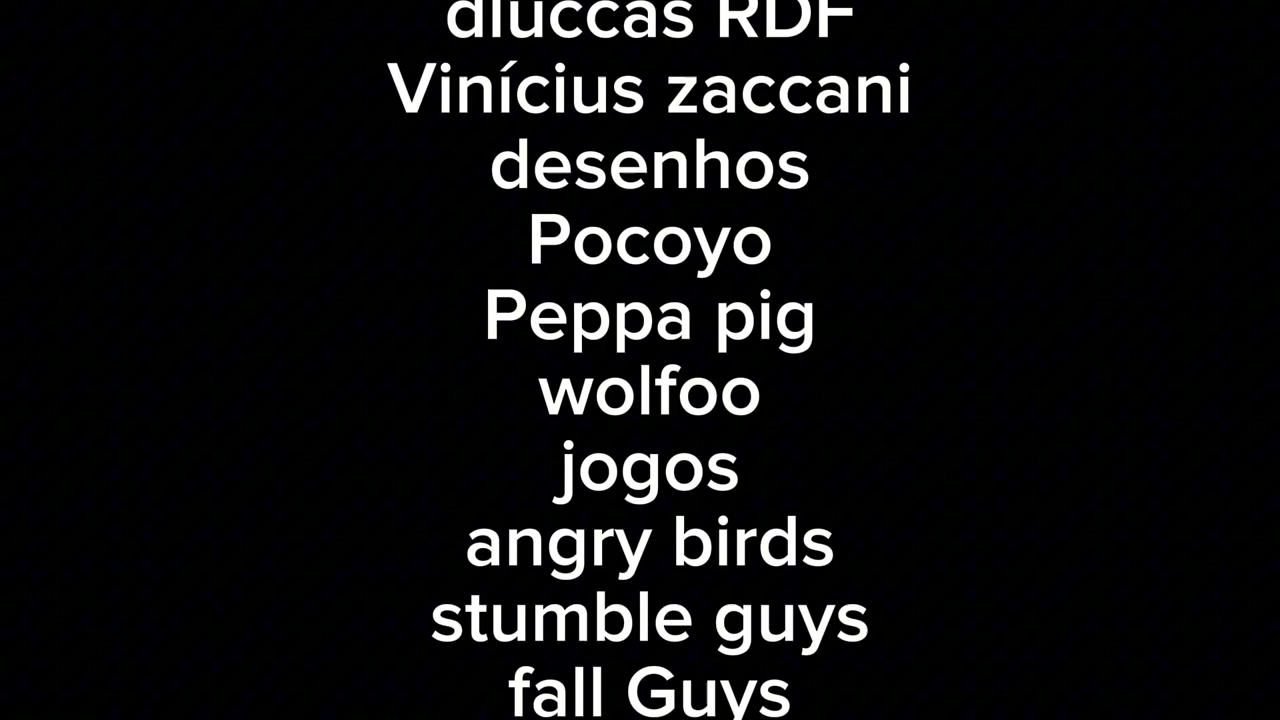 dluccas RDF
Vinícius zaccani
desenhos
Pocoyo
Peppa pig
wolfoo
jogos
angry birds
stumble guys
fall Guys